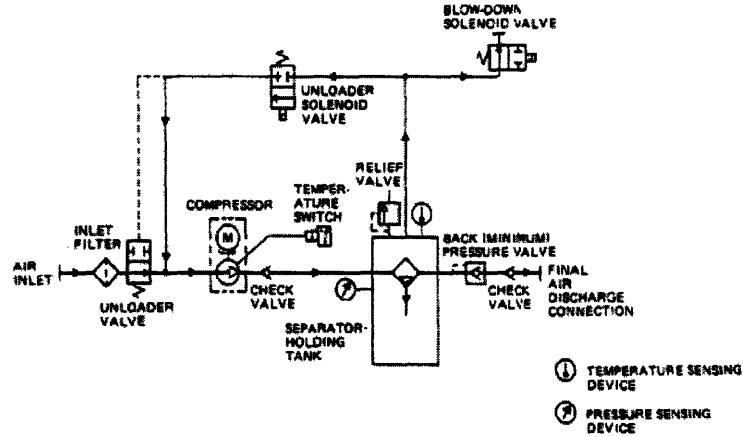 BLOW-DOWN
SOLENOID VALVE
UNLOADER
SOLENOID
VALVE
RELIEF
VALVE
TEMPER-
ATURE
SWITCH
COMPRESSOR
M
INLET
FILTER
BACK (MINIMUM)
PRESSURE VALVE
AIR
INLET
UNLOADER
VALVE
CHECK
VALVE
SEPARATOR-
HOLDING
TANK
CHECK
VALVE
FINAL
AIR
DISCHARGE
CONNECTION
TEMPERATURE SENSING
DEVICE
PRESSURE SENSING
DEVICE